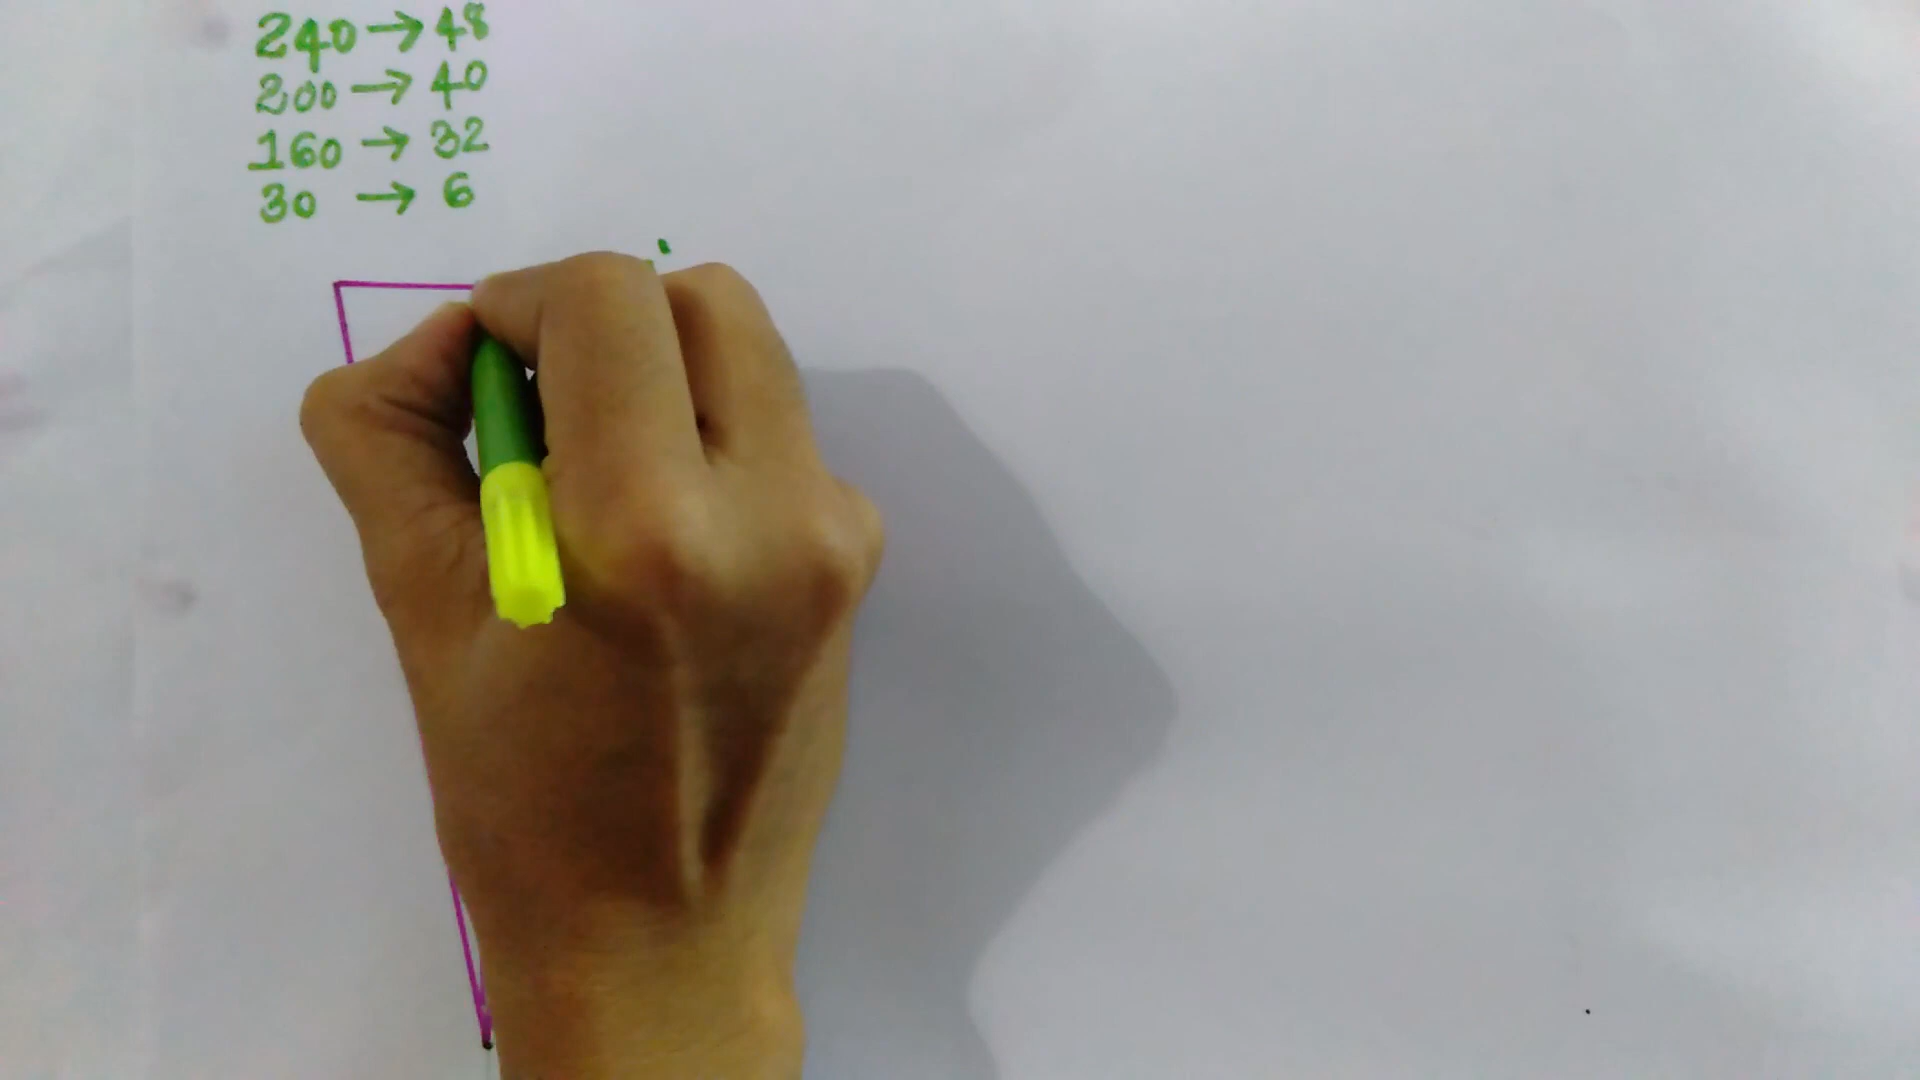 240 → 48
200 → 40
160 → 32
30 → 6